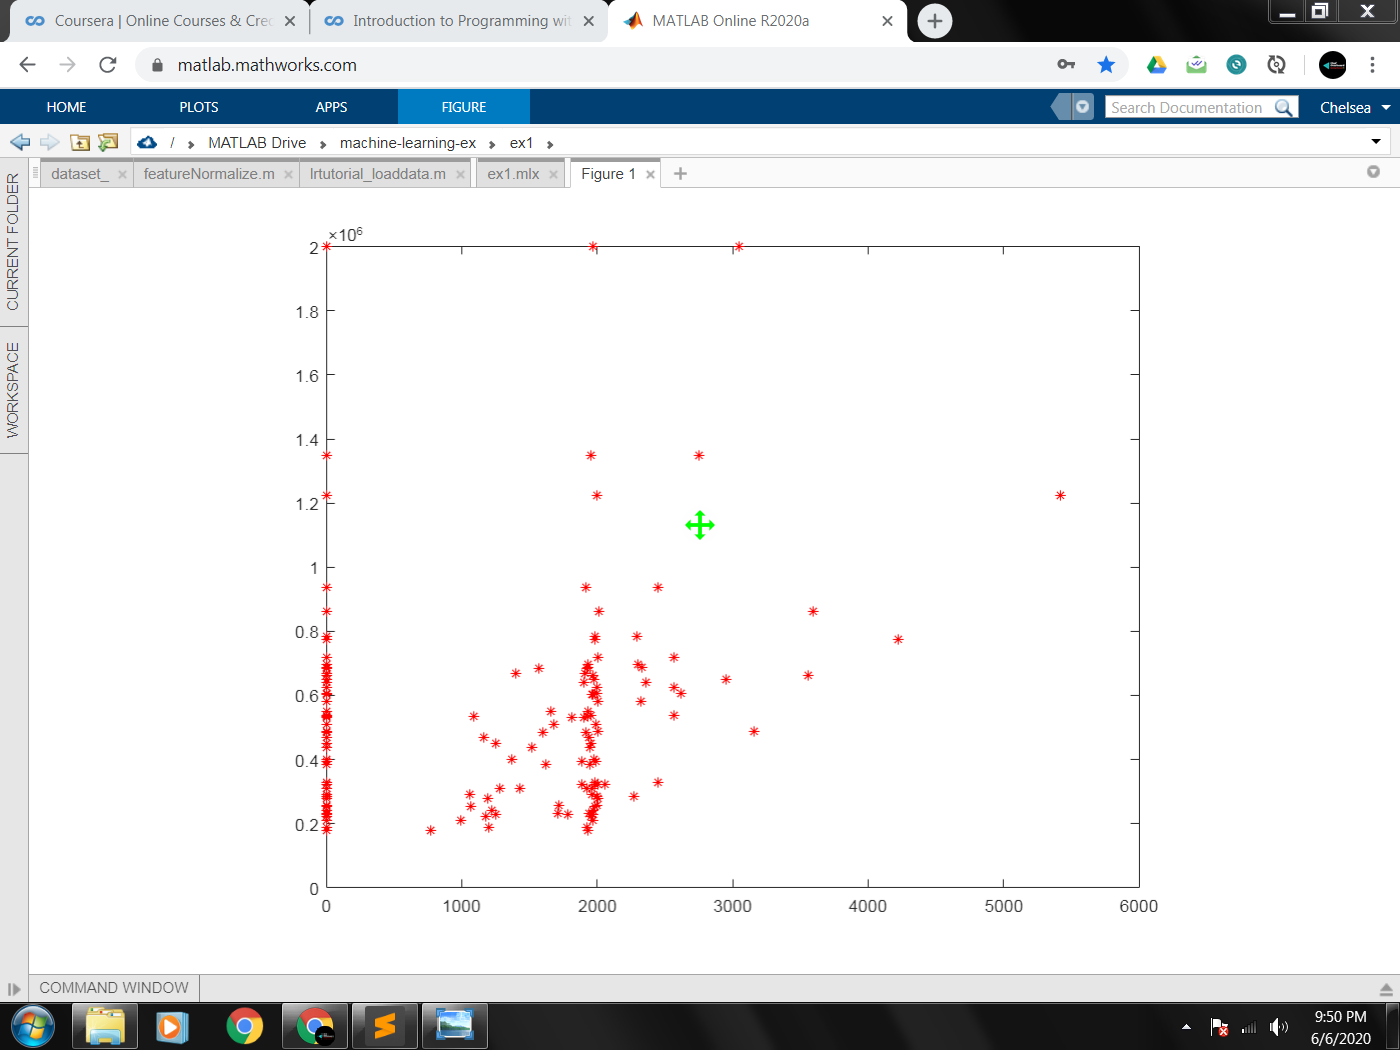 Coursera | Online Courses & Cre
Introduction to Programming wit
MATLAB Online R2020a
matlab.mathworks.com
HOME PLOTS APPS FIGURE Search Documentation Chelsea
/ MATLAB Drive machine-learning-ex ex1
dataset_ featureNormalize.m lrtutorial_loaddata.m ex1.mlx Figure 1
CURRENT FOLDER
WORKSPACE
×10⁶
2
1.8
1.6
1.4
1.2
1
0.8
0.6
0.4
0.2
0
0 1000 2000 3000 4000 5000 6000
COMMAND WINDOW
9:50 PM
6/6/2020